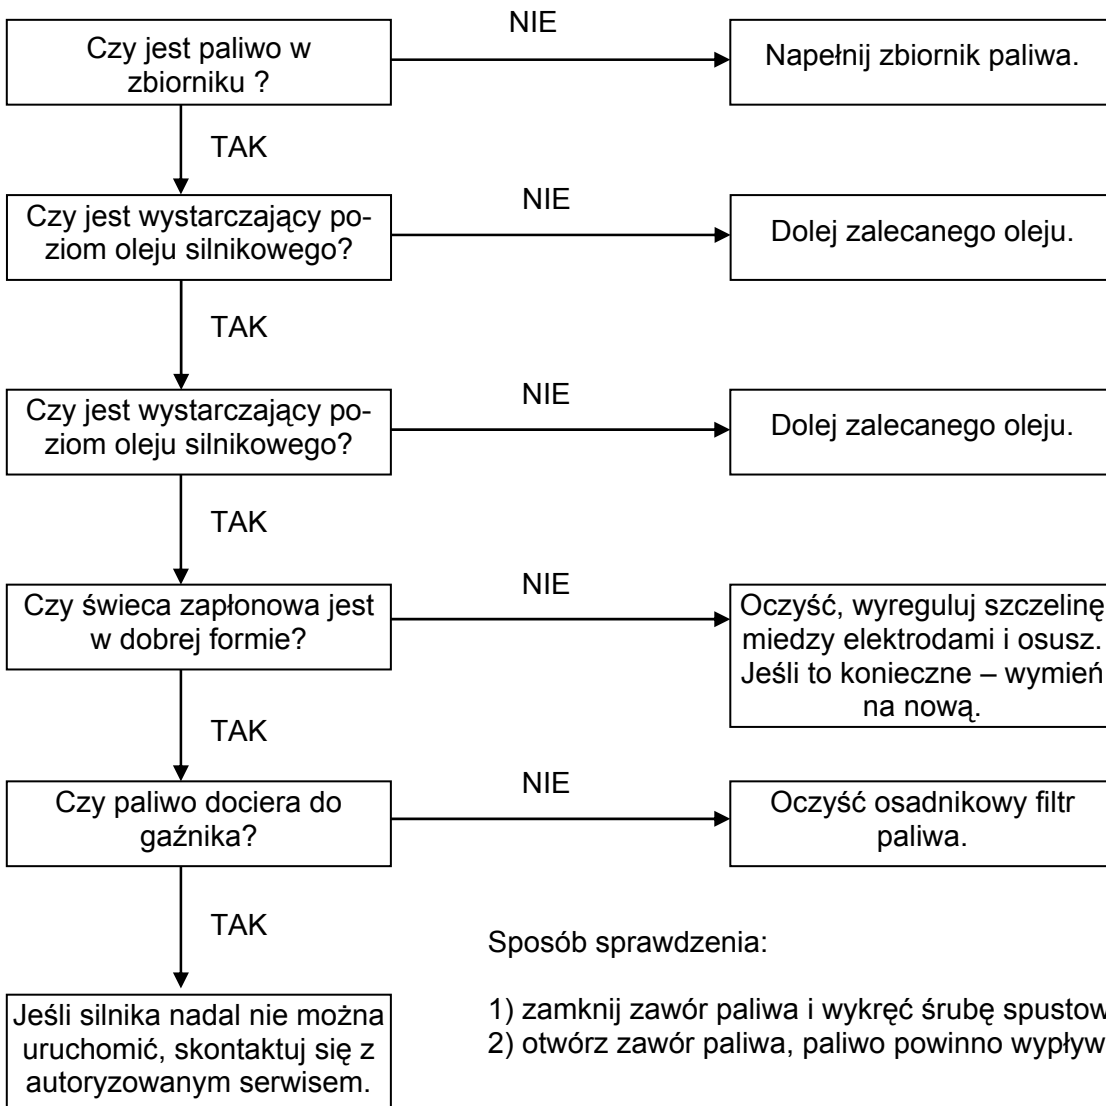 NIE
Czy jest paliwo w
zbiorniku ?
Napełnij zbiornik paliwa.
TAK
NIE
Czy jest wystarczający po-
ziom oleju silnikowego?
Dolej zalecanego oleju.
TAK
NIE
Czy jest wystarczający po-
ziom oleju silnikowego?
Dolej zalecanego oleju.
TAK
NIE
Czy świeca zapłonowa jest
w dobrej formie?
Oczyść, wyreguluj szczelinę
miedzy elektrodami i osusz.
Jeśli to konieczne – wymień
na nową.
TAK
NIE
Czy paliwo dociera do
gaźnika?
Oczyść osadnikowy filtr
paliwa.
TAK
Sposób sprawdzenia:
1) zamknij zawór paliwa i wykręć śrubę spustow
2) otwórz zawór paliwa, paliwo powinno wypływ
Jeśli silnika nadal nie można
uruchomić, skontaktuj się z
autoryzowanym serwisem.